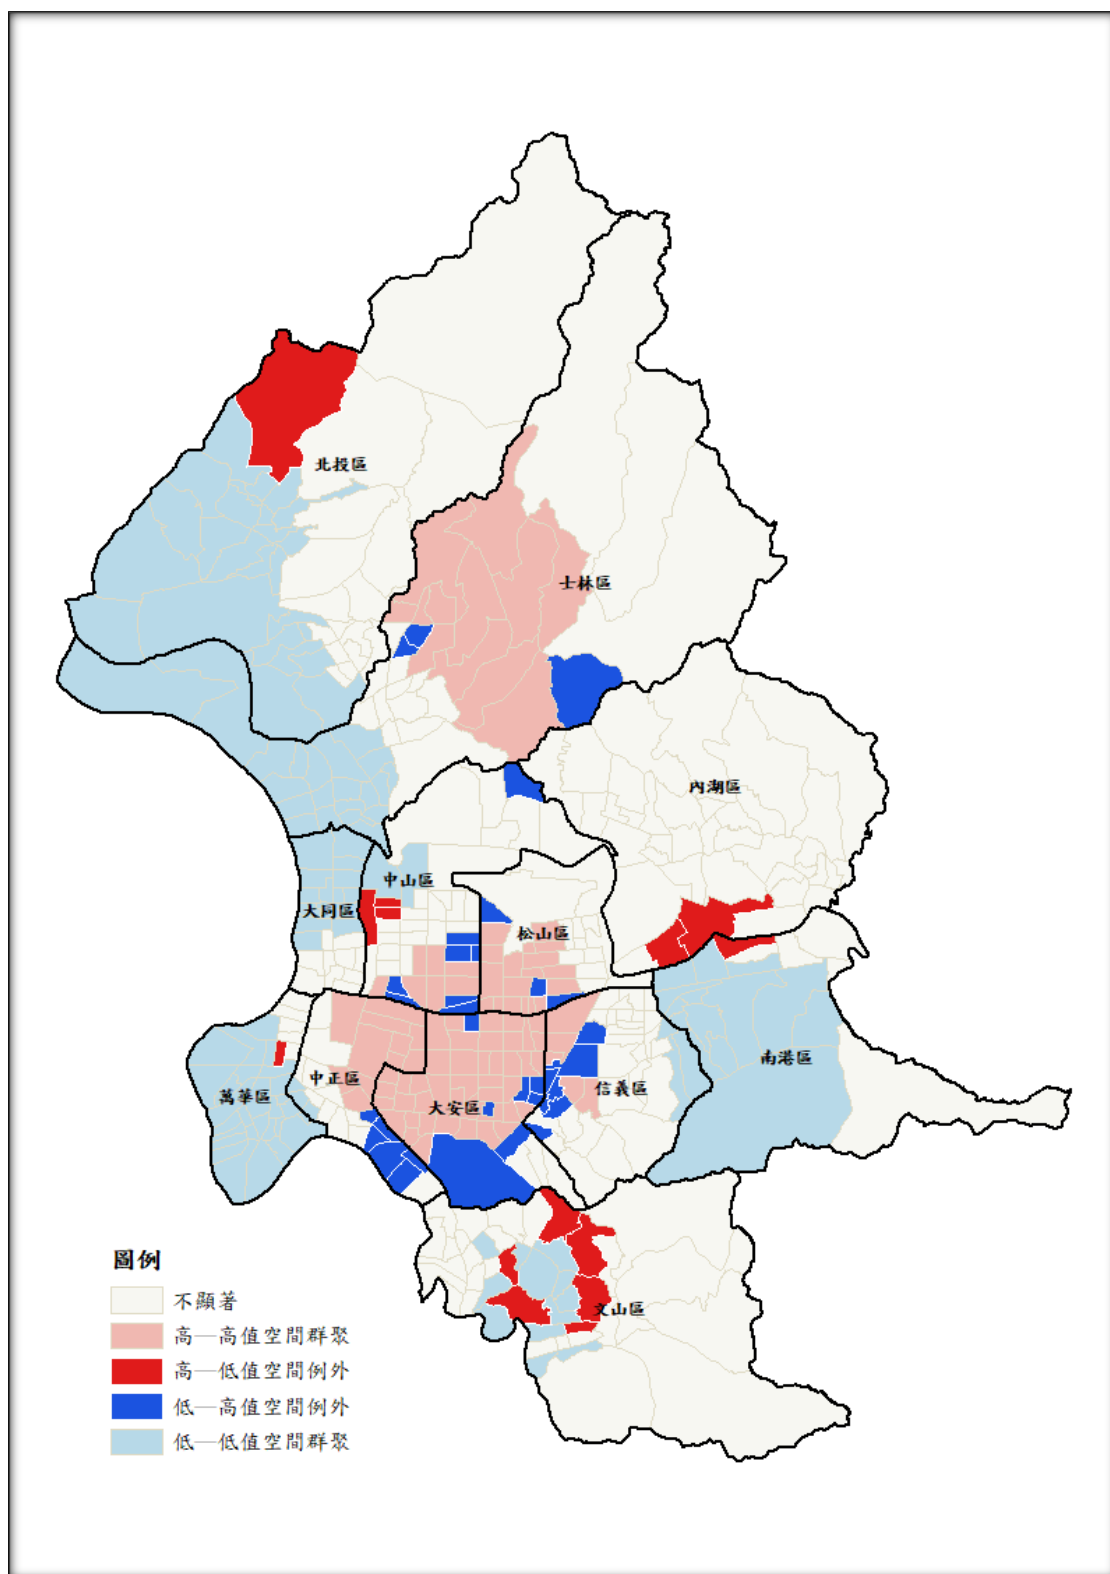 北投區
士林區
內湖區
中山區
大同區
松山區
南港區
中正區
萬華區
大安區
信義區
文山區
圖例
不顯著
高—高值空間群聚
高—低值空間例外
低—高值空間例外
低—低值空間群聚